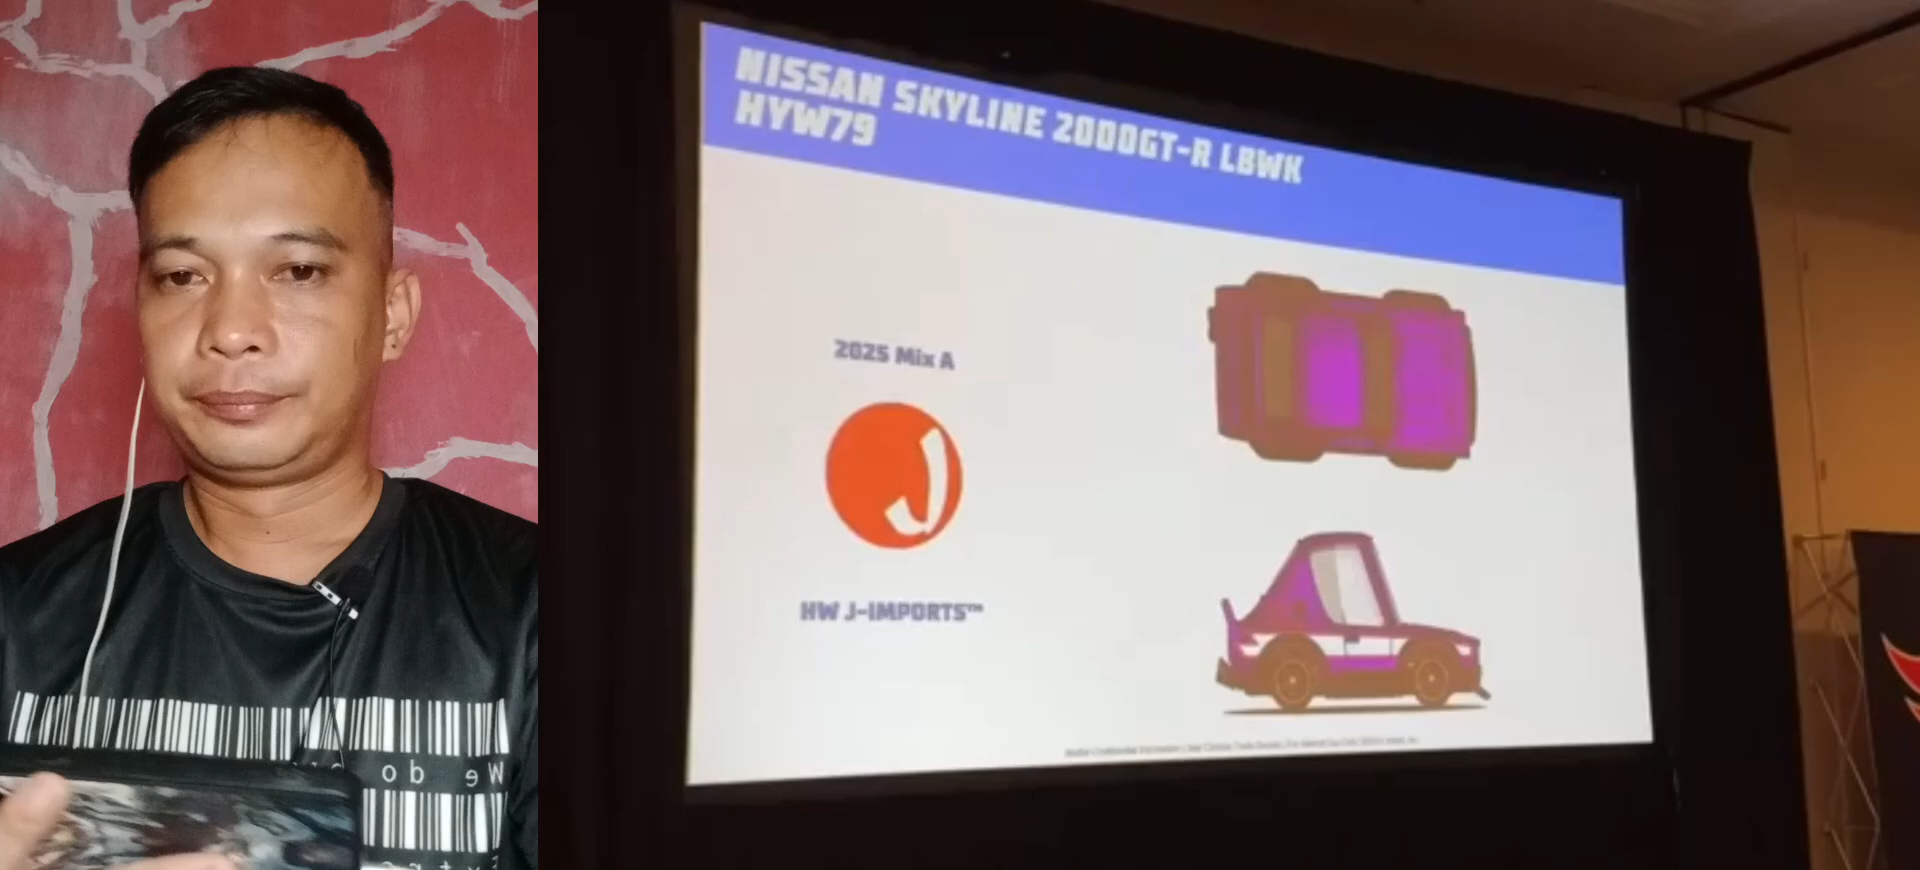 NISSAN SKYLINE 2000GT-R LBWK
HYW79
2025 Mix A
J
HW J-IMPORTS™
We do